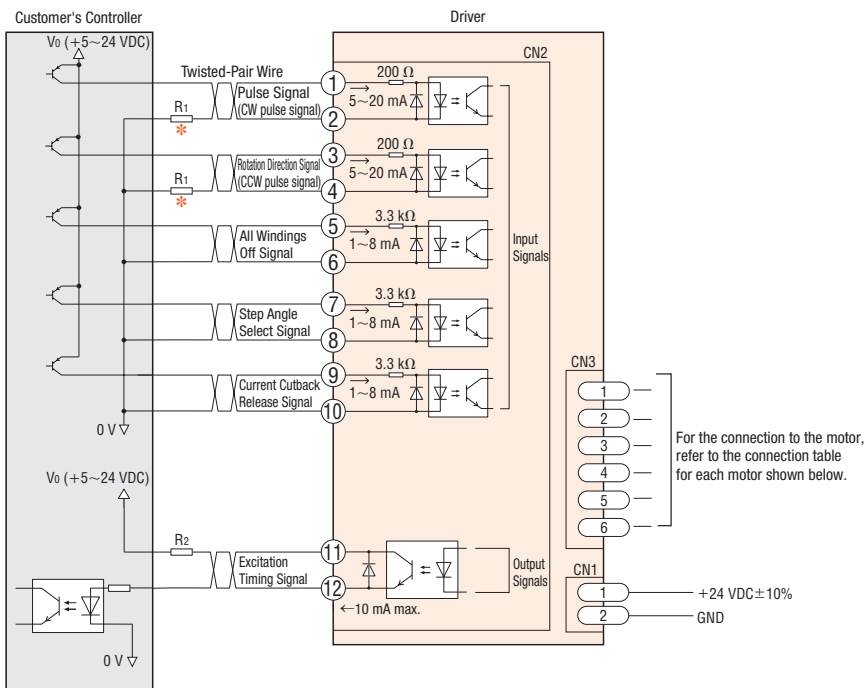 Customer's Controller
Driver
V0 (+5~24 VDC)
CN2
Twisted-Pair Wire
Pulse Signal
(CW pulse signal)
R1
*
1
2
200 Ω
5~20 mA
Rotation Direction Signal
(CCW pulse signal)
R1
*
3
4
200 Ω
5~20 mA
All Windings
Off Signal
5
6
3.3 kΩ
1~8 mA
Input
Signals
Step Angle
Select Signal
7
8
3.3 kΩ
1~8 mA
Current Cutback
Release Signal
9
10
3.3 kΩ
1~8 mA
0 V
CN3
1
2
3
4
5
6
For the connection to the motor,
refer to the connection table
for each motor shown below.
V0 (+5~24 VDC)
R2
Excitation
Timing Signal
11
12
←10 mA max.
Output
Signals
0 V
CN1
1
+24 VDC±10%
2
GND